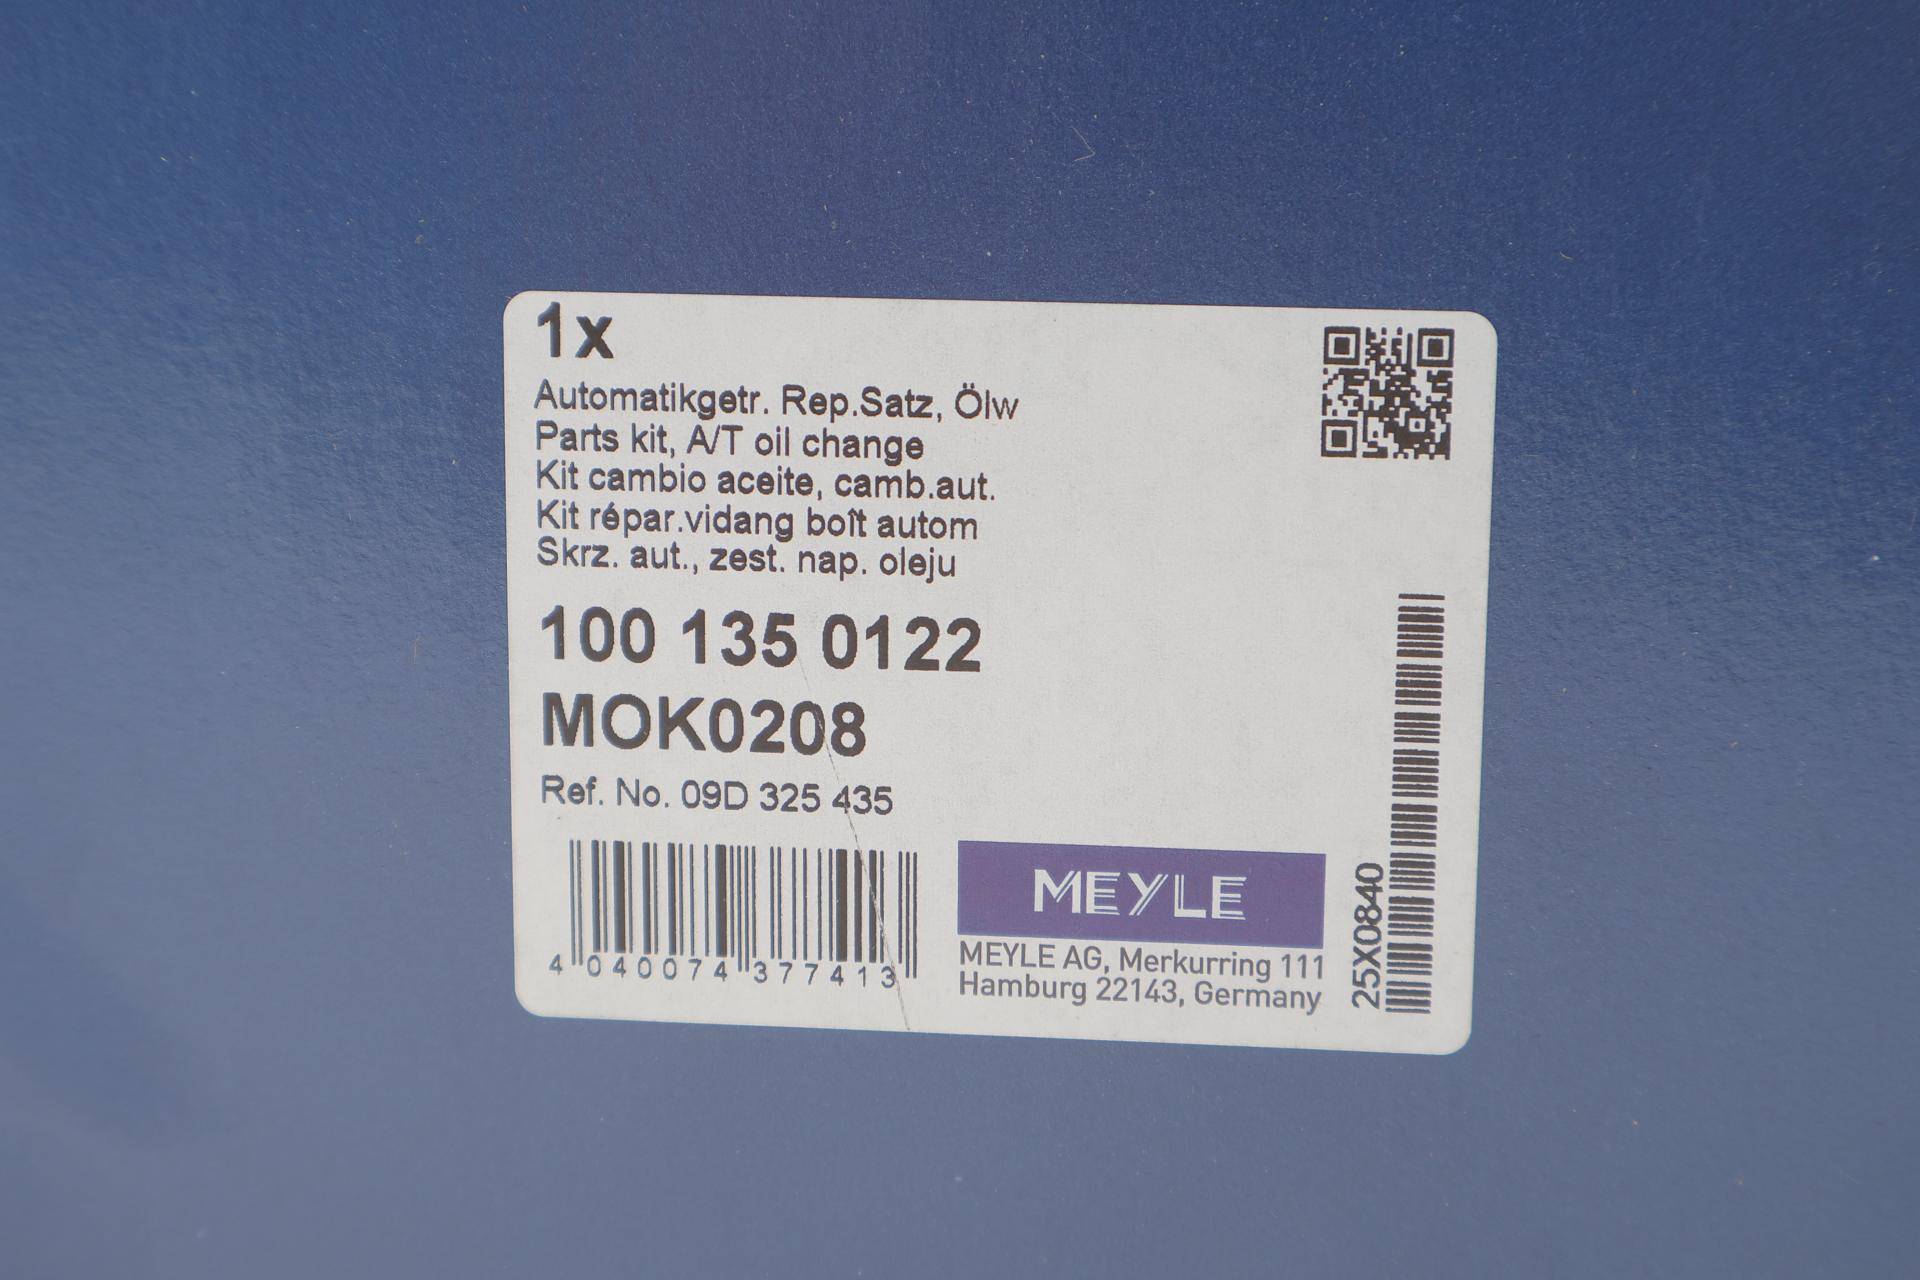 1x
Automatikgetr. Rep.Satz, Ölw
Parts kit, A/T oil change
Kit cambio aceite, camb.aut.
Kit répar.vidang boît autom
Skrz. aut., zest. nap. oleju
100 135 0122
MOK0208
Ref. No. 09D 325 435
4 040074 377413
MEYLE
MEYLE AG, Merkurring 111
Hamburg 22143, Germany
25X0840